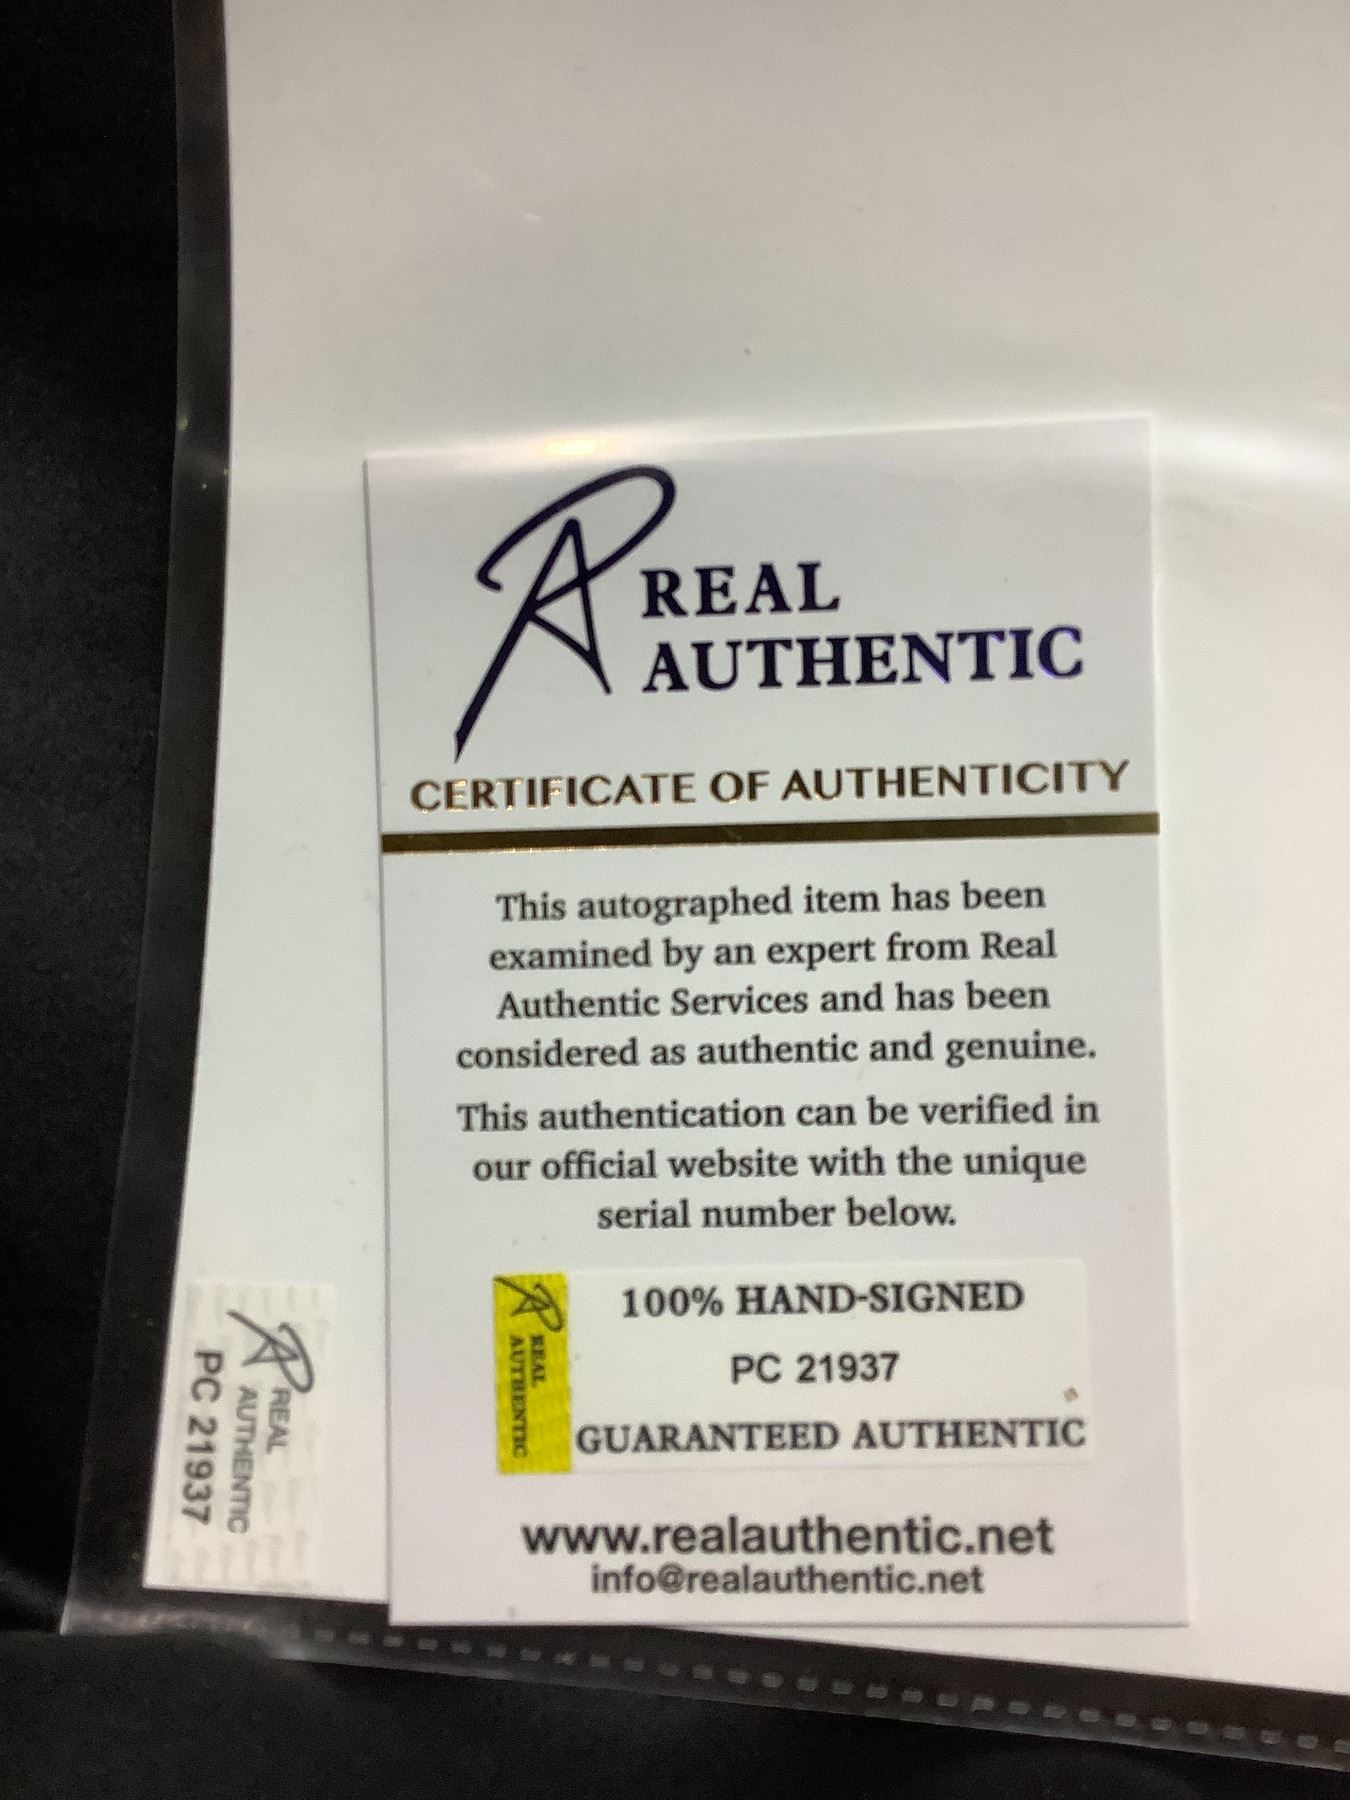 REAL
AUTHENTIC
CERTIFICATE OF AUTHENTICITY
This autographed item has been
examined by an expert from Real
Authentic Services and has been
considered as authentic and genuine.
This authentication can be verified in
our official website with the unique
serial number below.
REAL
AUTHENTIC
100% HAND-SIGNED
PC 21937
GUARANTEED AUTHENTIC
www.realauthentic.net
info@realauthentic.net
REAL
AUTHENTIC
PC 21937